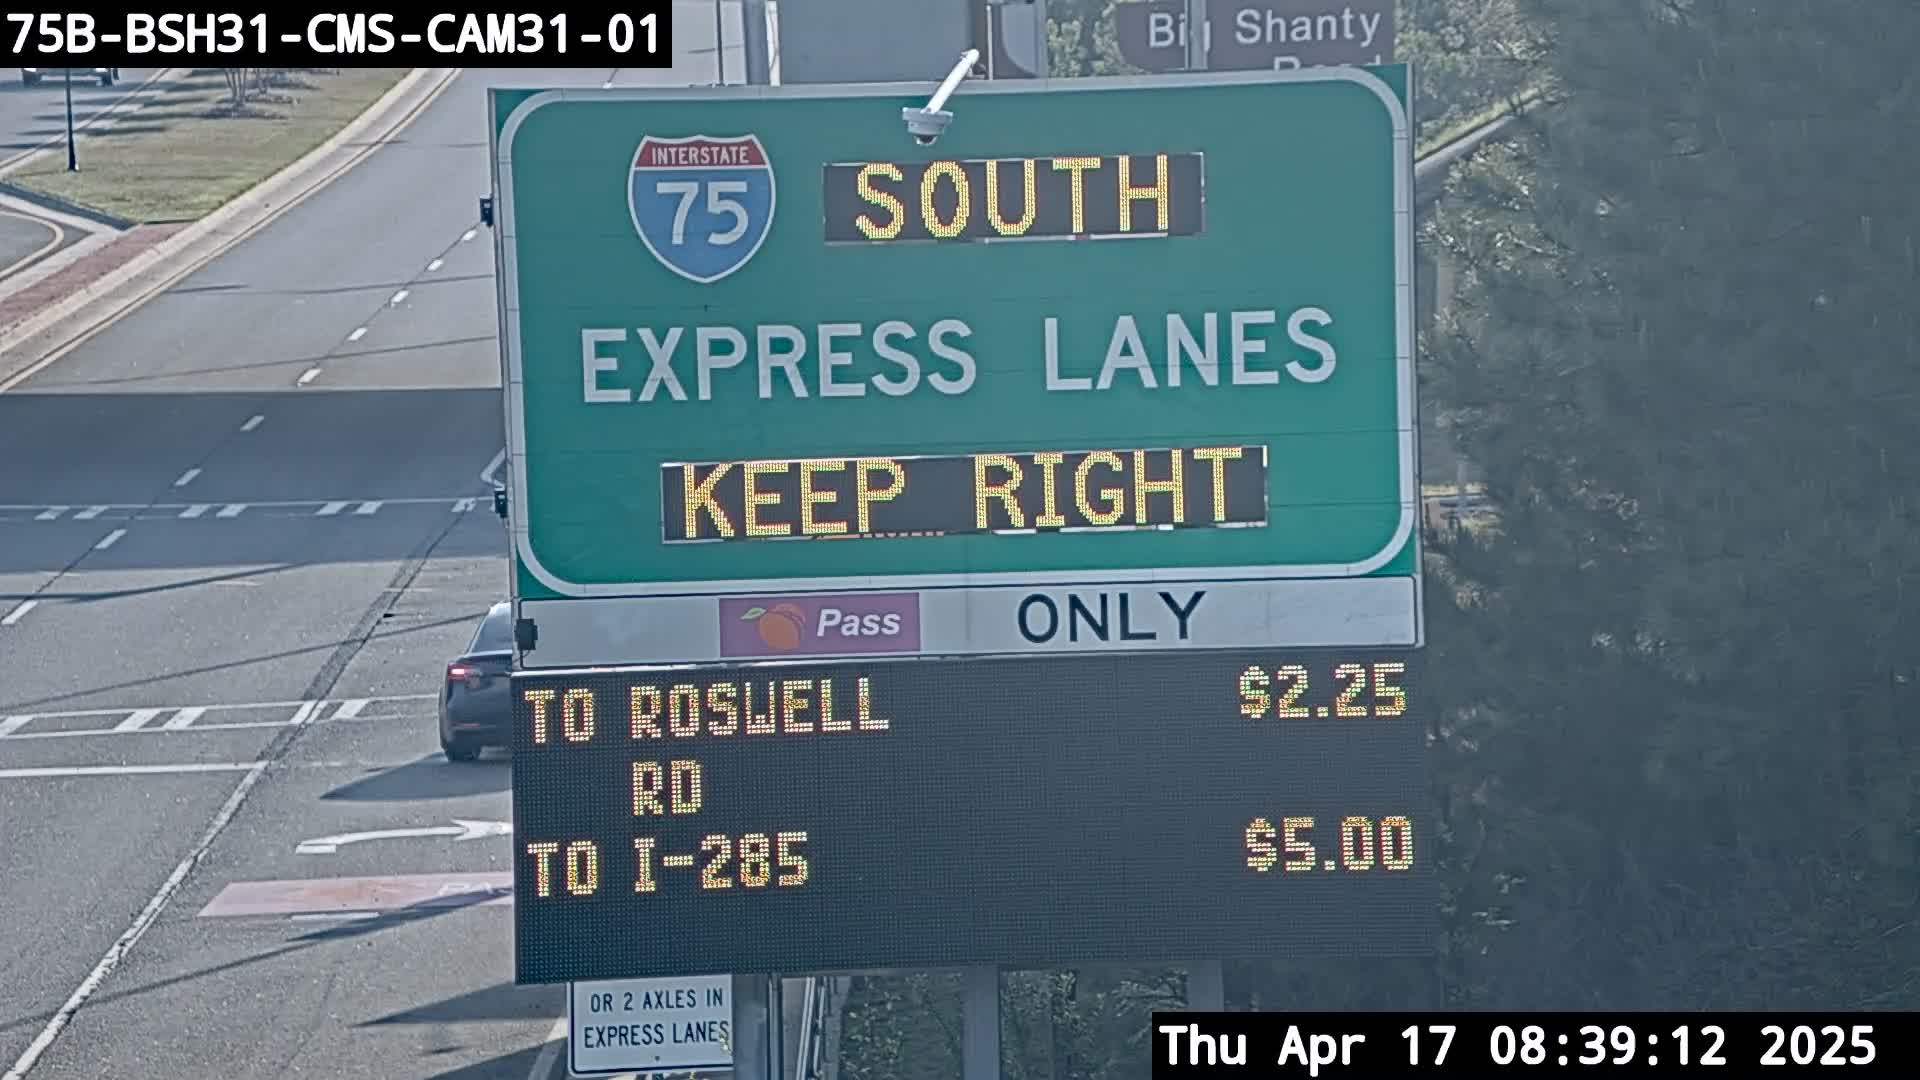 75B-BSH31-CMS-CAM31-01
Big Shanty
Road
INTERSTATE
75
SOUTH
EXPRESS LANES
KEEP RIGHT
Pass ONLY
TO ROSWELL $2.25
RD
TO I-285 $5.00
OR 2 AXLES IN
EXPRESS LANES
Thu Apr 17 08:39:12 2025